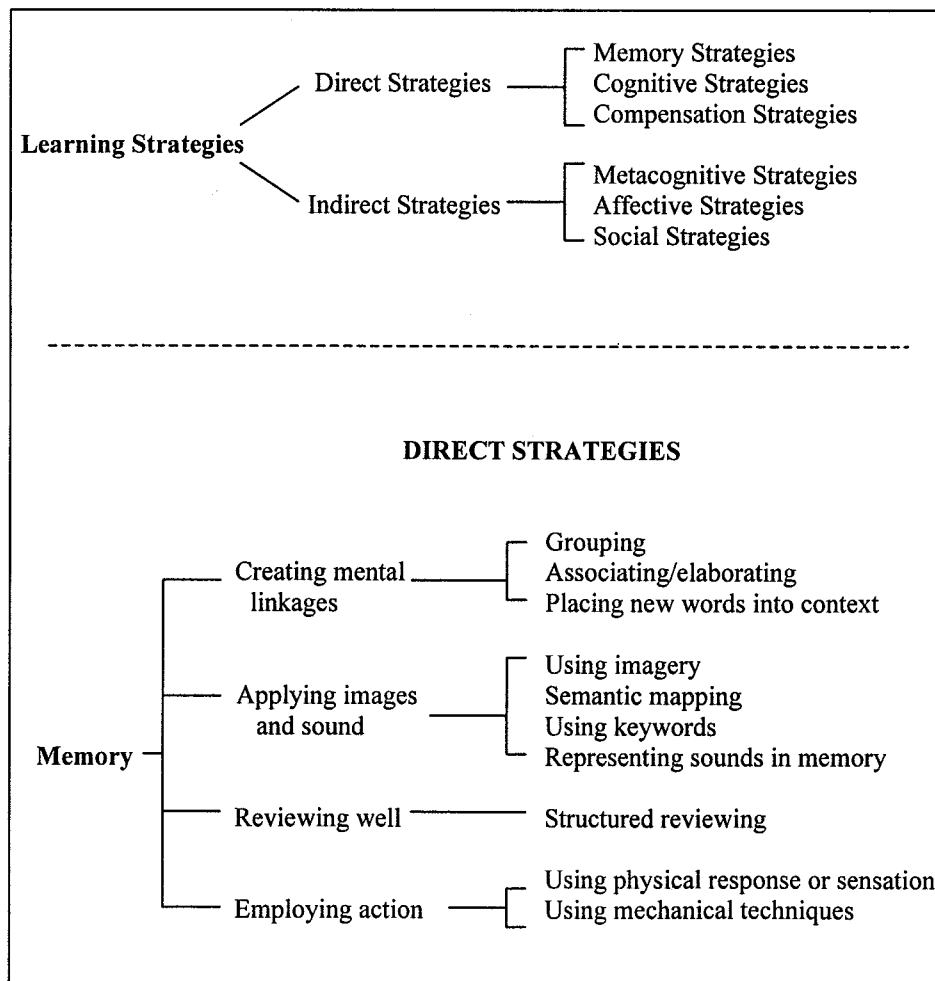 Learning Strategies
Direct Strategies
Memory Strategies
Cognitive Strategies
Compensation Strategies
Indirect Strategies
Metacognitive Strategies
Affective Strategies
Social Strategies
DIRECT STRATEGIES
Memory
Creating mental
linkages
Grouping
Associating/elaborating
Placing new words into context
Applying images
and sound
Using imagery
Semantic mapping
Using keywords
Representing sounds in memory
Reviewing well
Structured reviewing
Employing action
Using physical response or sensation
Using mechanical techniques